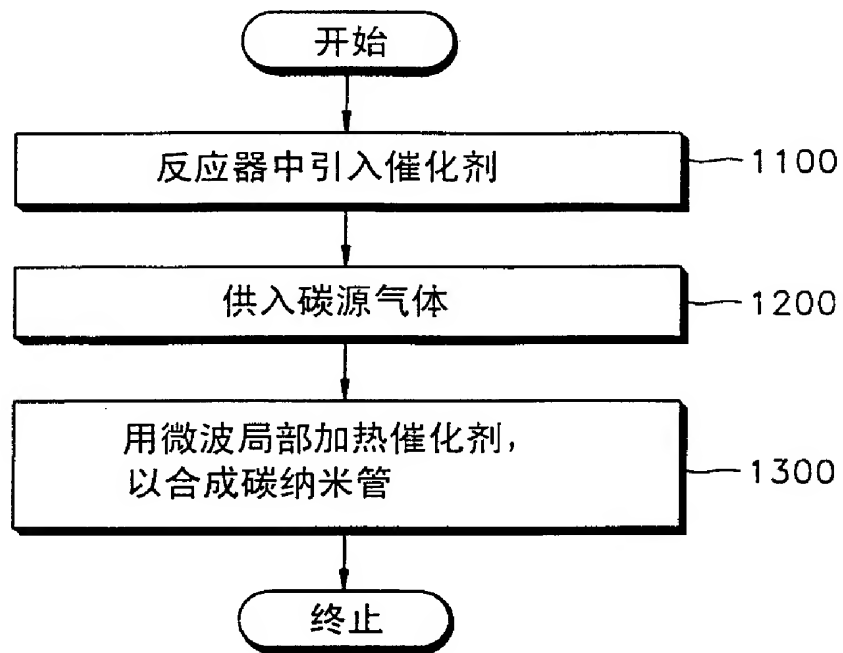 开始
反应器中引入催化剂
1100
供入碳源气体
1200
用微波局部加热催化剂，
以合成碳纳米管
1300
终止